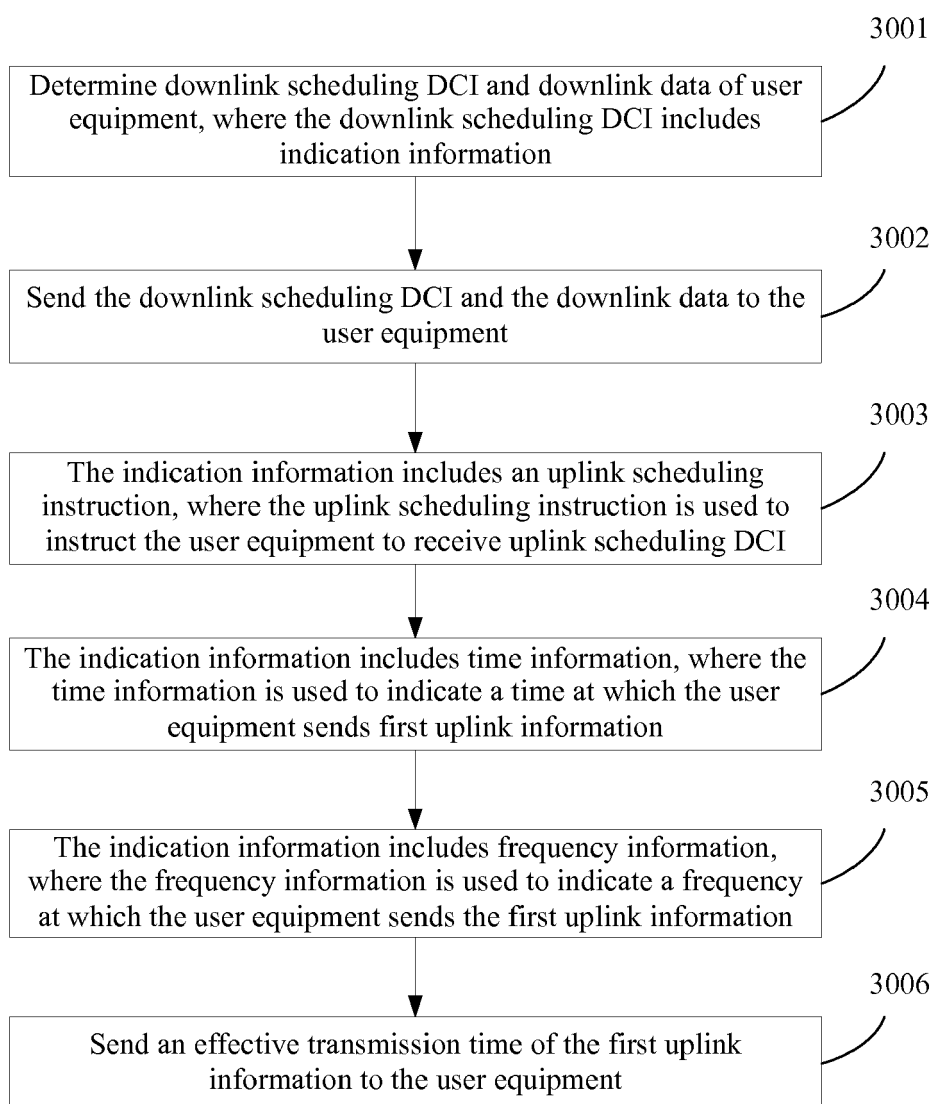 3001
Determine downlink scheduling DCI and downlink data of user
equipment, where the downlink scheduling DCI includes
indication information
3002
Send the downlink scheduling DCI and the downlink data to the
user equipment
3003
The indication information includes an uplink scheduling
instruction, where the uplink scheduling instruction is used to
instruct the user equipment to receive uplink scheduling DCI
3004
The indication information includes time information, where the
time information is used to indicate a time at which the user
equipment sends first uplink information
3005
The indication information includes frequency information,
where the frequency information is used to indicate a frequency
at which the user equipment sends the first uplink information
3006
Send an effective transmission time of the first uplink
information to the user equipment